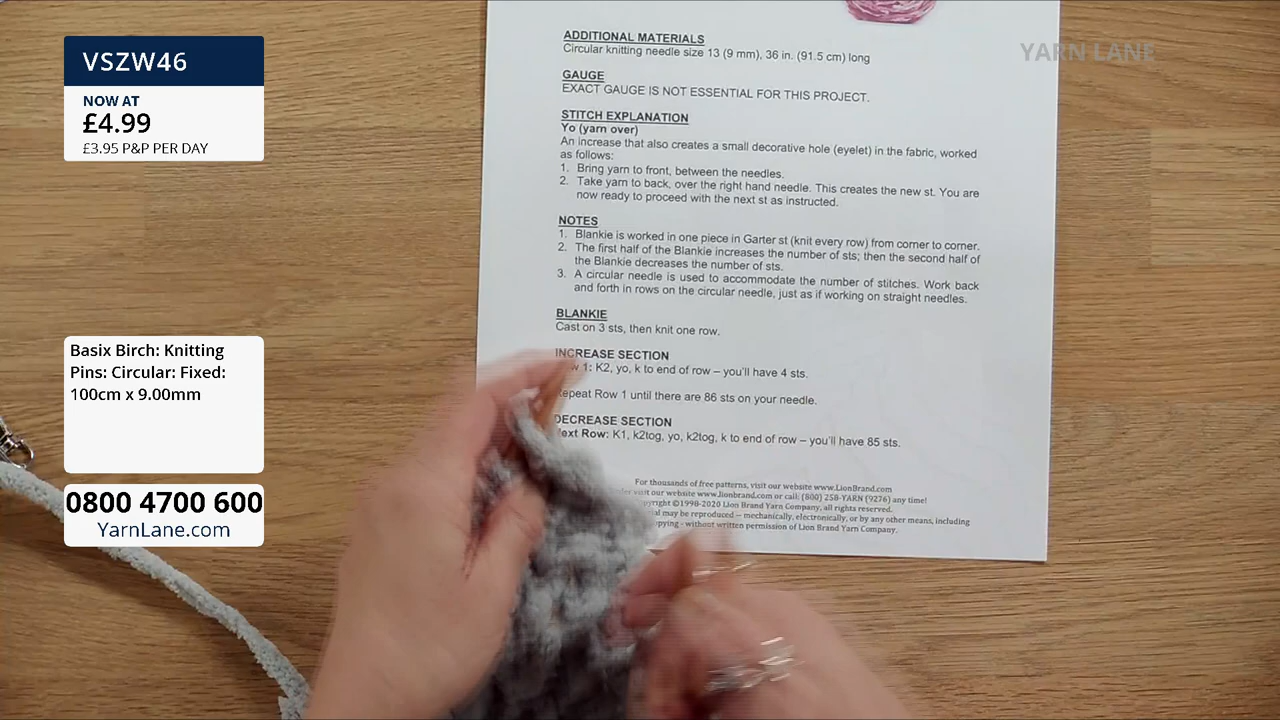 VSZW46
NOW AT
£4.99
£3.95 P&P PER DAY
Basix Birch: Knitting
Pins: Circular: Fixed:
100cm x 9.00mm
0800 4700 600
YarnLane.com
YARN LANE
ADDITIONAL MATERIALS
Circular knitting needle size 13 (9 mm), 36 in. (91.5 cm) long
GAUGE
EXACT GAUGE IS NOT ESSENTIAL FOR THIS PROJECT.
STITCH EXPLANATION
Yo (yarn over)
An increase that also creates a small decorative hole (eyelet) in the fabric, worked
as follows:
1. Bring yarn to front, between the needles.
2. Take yarn to back, over the right hand needle. This creates the new st. You are
now ready to proceed with the next st as instructed.
NOTES
1. Blankie is worked in one piece in Garter st (knit every row) from corner to corner.
2. The first half of the Blankie increases the number of sts; then the second half of
the Blankie decreases the number of sts.
3. A circular needle is used to accommodate the number of stitches. Work back
and forth in rows on the circular needle, just as if working on straight needles.
BLANKIE
Cast on 3 sts, then knit one row.
INCREASE SECTION
1: K2, yo, k to end of row – you'll have 4 sts.
Repeat Row 1 until there are 86 sts on your needle.
DECREASE SECTION
Next Row: K1, k2tog, yo, k2tog, k to end of row – you'll have 85 sts.
For thousands of free patterns, visit our website www.LionBrand.com
visit our website www.lionbrand.com or call: (800) 258-YARN (9276) any time!
©1998-2020 Lion Brand Yarn Company, all rights reserved.
may be reproduced -- mechanically, electronically, or by any other means, including
- without written permission of Lion Brand Yarn Company.